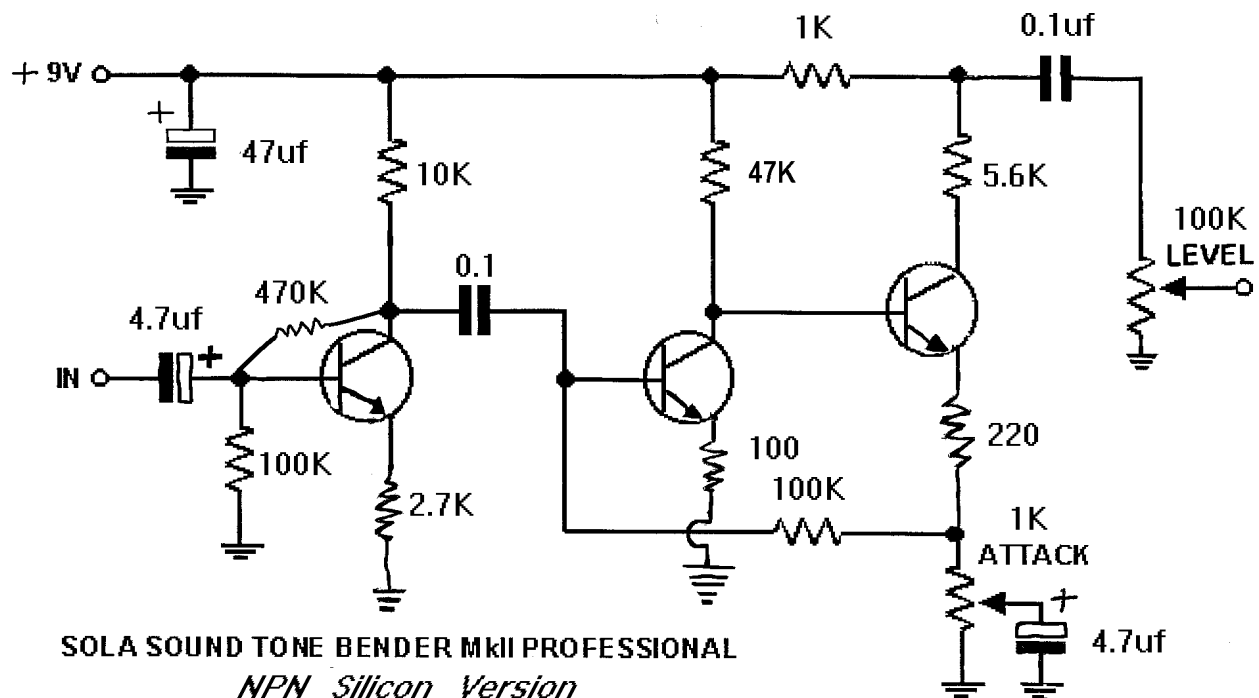 1K
0.1uf
+ 9V
+
47uf
10K
47K
5.6K
100K
LEVEL
0.1
470K
4.7uf
+
IN
100K
2.7K
100
220
100K
1K
ATTACK
+
4.7uf
SOLA SOUND TONE BENDER MkII PROFESSIONAL
NPN Silicon Version